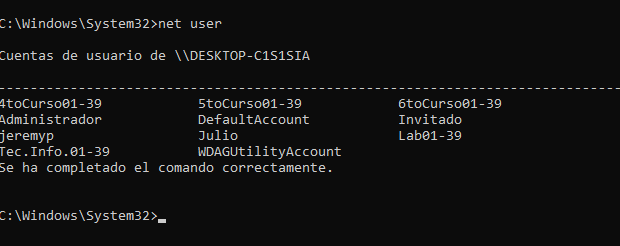 C:\Windows\System32>net user
Cuentas de usuario de \\DESKTOP-C1S1SIA
-------------------------------------------------------------------------------
4toCurso01-39 5toCurso01-39 6toCurso01-39
Administrador DefaultAccount Invitado
jeremyp Julio Lab01-39
Tec.Info.01-39 WDAGUtilityAccount
Se ha completado el comando correctamente.
C:\Windows\System32>